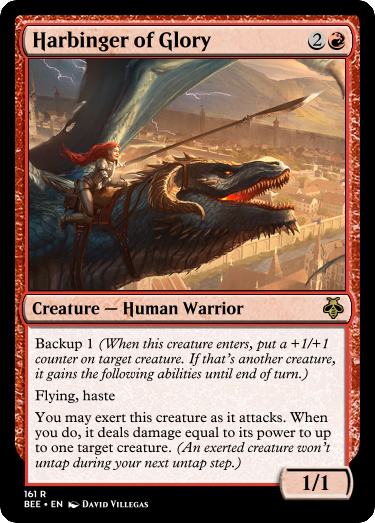 Harbinger of Glory 2
Creature — Human Warrior
Backup 1 (When this creature enters, put a +1/+1
counter on target creature. If that's another creature,
it gains the following abilities until end of turn.)
Flying, haste
You may exert this creature as it attacks. When
you do, it deals damage equal to its power to up
to one target creature. (An exerted creature won't
untap during your next untap step.)
1/1
161 R
BEE • EN David Villegas